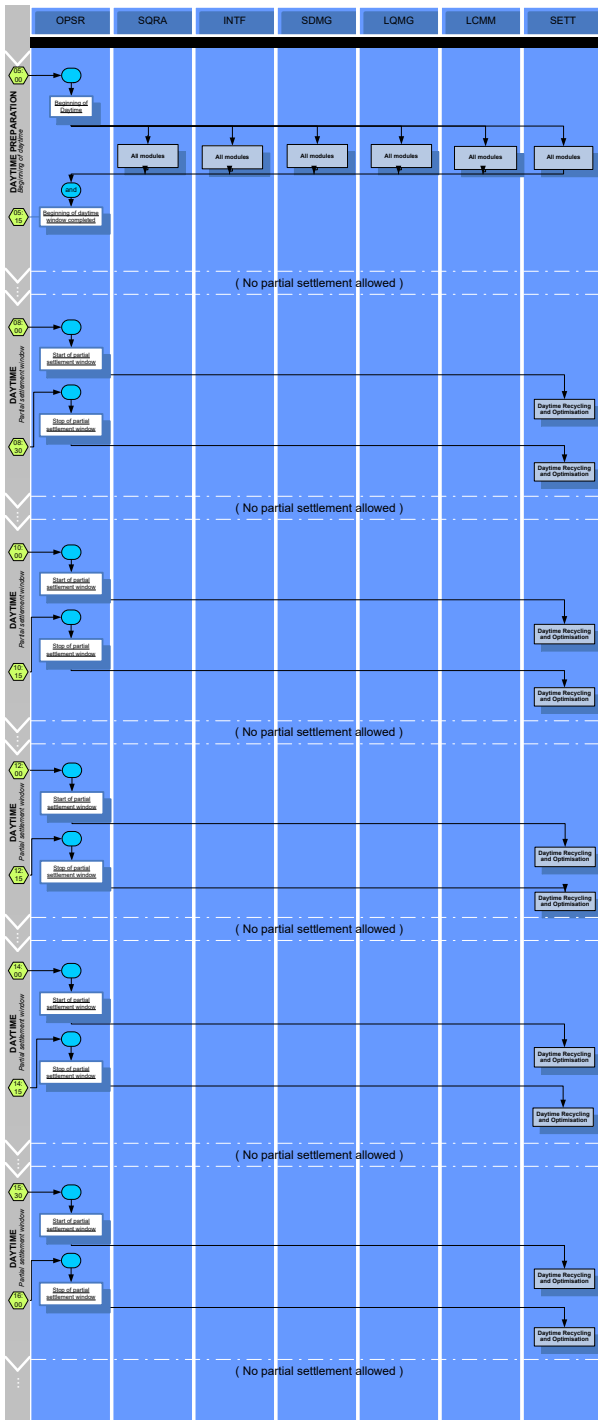 OPSR SQRA INTF SDMG LQMG LCMM SETT
DAYTIME PREPARATION
Beginning of daytime
05:
00
Beginning of
Daytime
All modules All modules All modules All modules All modules All modules
and
05:
15
Beginning of daytime
window completed
( No partial settlement allowed )
...
DAYTIME
Partial settlement window
08:
00
Start of partial
settlement window
Daytime Recycling
and Optimisation
Stop of partial
settlement window
08:
30
Daytime Recycling
and Optimisation
( No partial settlement allowed )
...
DAYTIME
Partial settlement window
10:
00
Start of partial
settlement window
Daytime Recycling
and Optimisation
Stop of partial
settlement window
10:
15
Daytime Recycling
and Optimisation
( No partial settlement allowed )
...
DAYTIME
Partial settlement window
12:
00
Start of partial
settlement window
Daytime Recycling
and Optimisation
Stop of partial
settlement window
12:
15
Daytime Recycling
and Optimisation
( No partial settlement allowed )
...
DAYTIME
Partial settlement window
14:
00
Start of partial
settlement window
Daytime Recycling
and Optimisation
Stop of partial
settlement window
14:
15
Daytime Recycling
and Optimisation
( No partial settlement allowed )
...
DAYTIME
Partial settlement window
15:
30
Start of partial
settlement window
Daytime Recycling
and Optimisation
Stop of partial
settlement window
16:
00
Daytime Recycling
and Optimisation
( No partial settlement allowed )
...